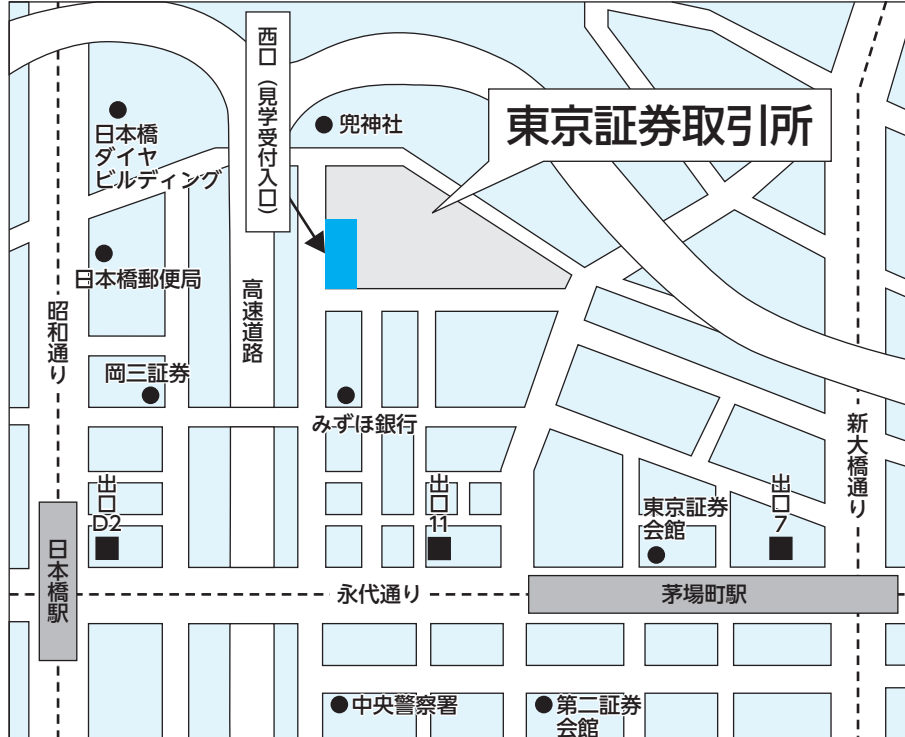 西口（見学受付入口）
東京証券取引所
兜神社
日本橋
ダイヤ
ビルディング
日本橋郵便局
高速道路
昭和通り
岡三証券
みずほ銀行
新大橋通り
出口
D2
出口
11
出口
7
東京証券
会館
日本橋駅
永代通り
茅場町駅
中央警察署
第二証券
会館